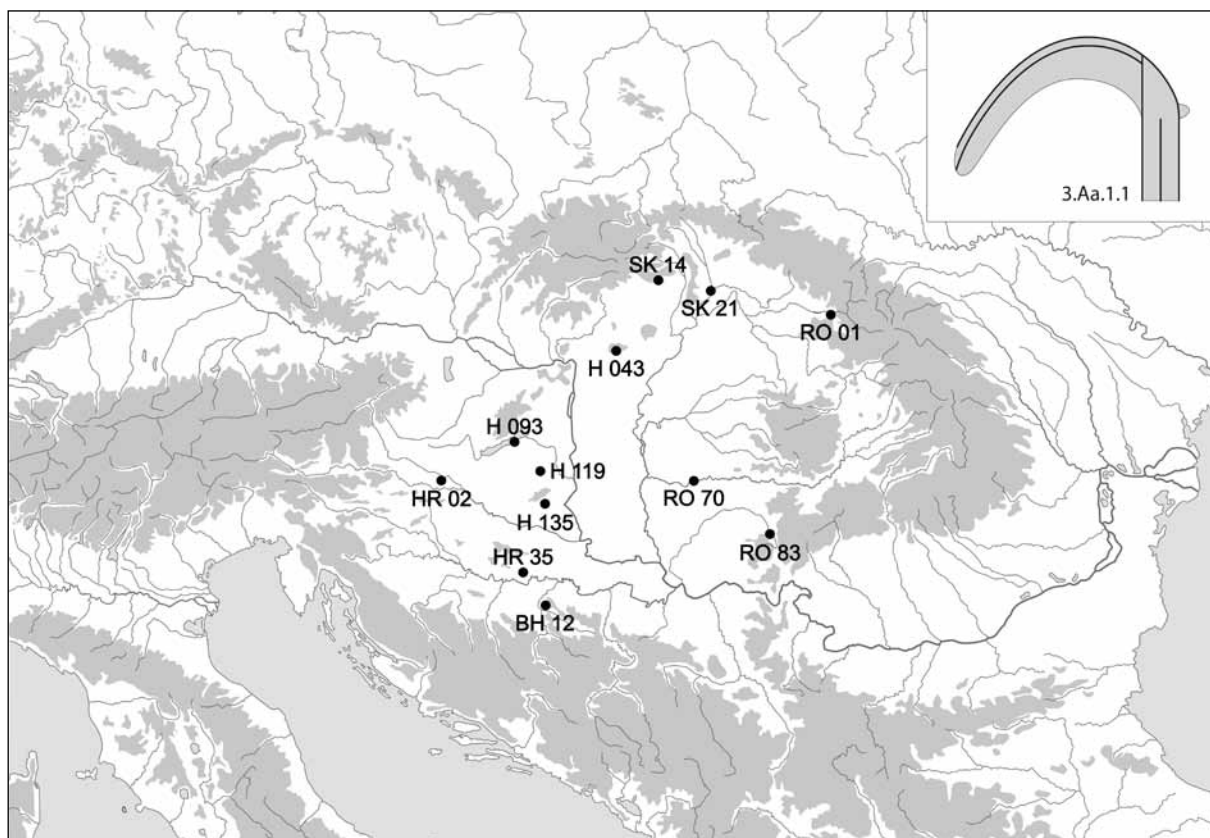 3.Aa.1.1
SK 14
SK 21
RO 01
H 043
H 093
H 119
HR 02
RO 70
H 135
RO 83
HR 35
BH 12